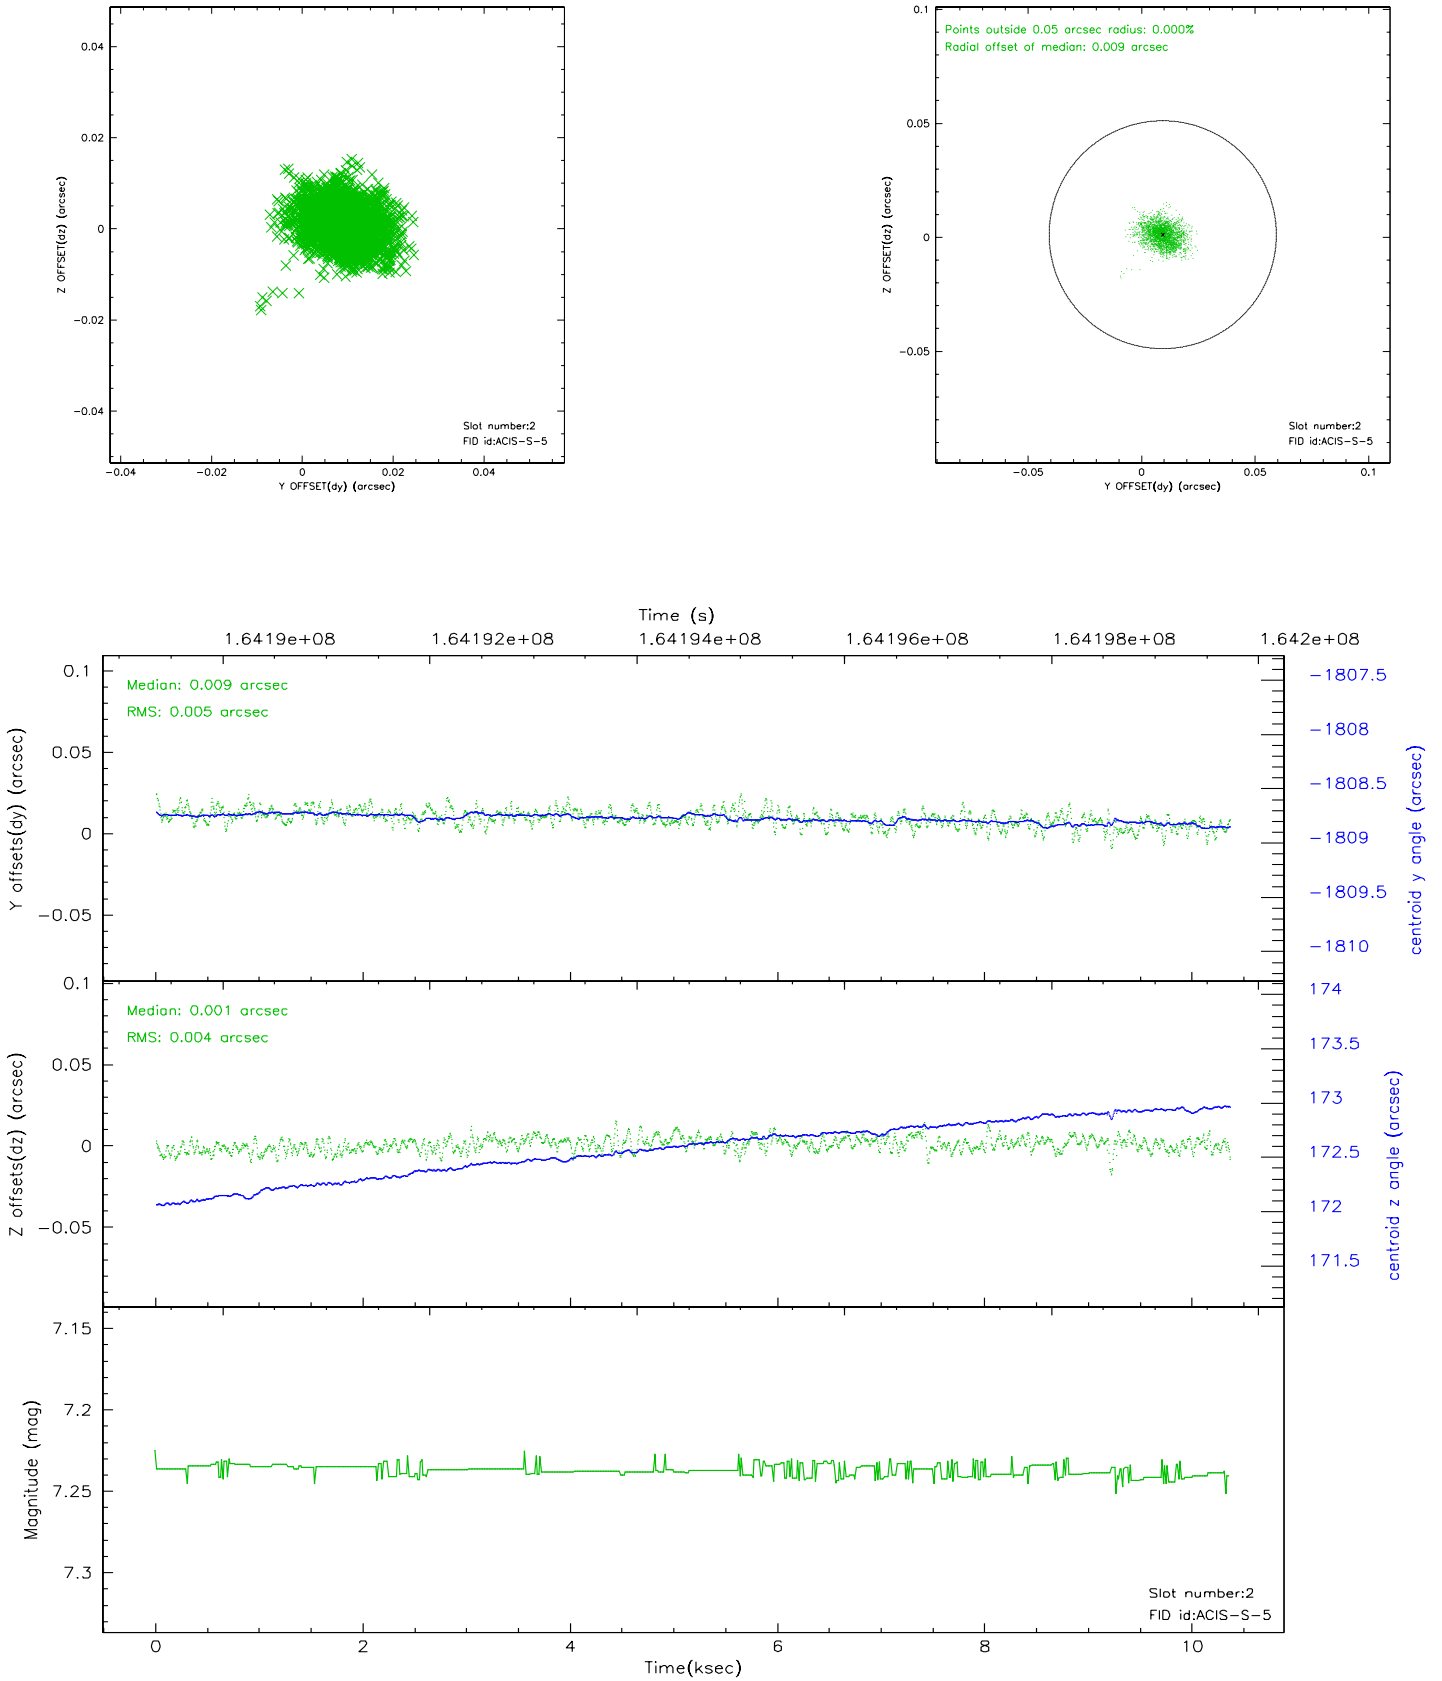 0.04
0.02
0
-0.02
-0.04
Z OFFSET(dz) (arcsec)
Slot number:2
FID id:ACIS-S-5
-0.04 -0.02 0 0.02 0.04
Y OFFSET(dy) (arcsec)
Points outside 0.05 arcsec radius: 0.000%
Radial offset of median: 0.009 arcsec
0.1
0.05
0
-0.05
Z OFFSET(dz) (arcsec)
Slot number:2
FID id:ACIS-S-5
-0.05 0 0.05 0.1
Y OFFSET(dy) (arcsec)
Time (s)
1.6419e+08 1.64192e+08 1.64194e+08 1.64196e+08 1.64198e+08 1.642e+08
Median: 0.009 arcsec
RMS: 0.005 arcsec
0.1
0.05
0
-0.05
Y offsets(dy) (arcsec)
-1807.5
-1808
-1808.5
-1809
-1809.5
-1810
centroid y angle (arcsec)
Median: 0.001 arcsec
RMS: 0.004 arcsec
0.1
0.05
0
-0.05
Z offsets(dz) (arcsec)
174
173.5
173
172.5
172
171.5
centroid z angle (arcsec)
7.15
7.2
7.25
7.3
Magnitude (mag)
Slot number:2
FID id:ACIS-S-5
0 2 4 6 8 10
Time(ksec)